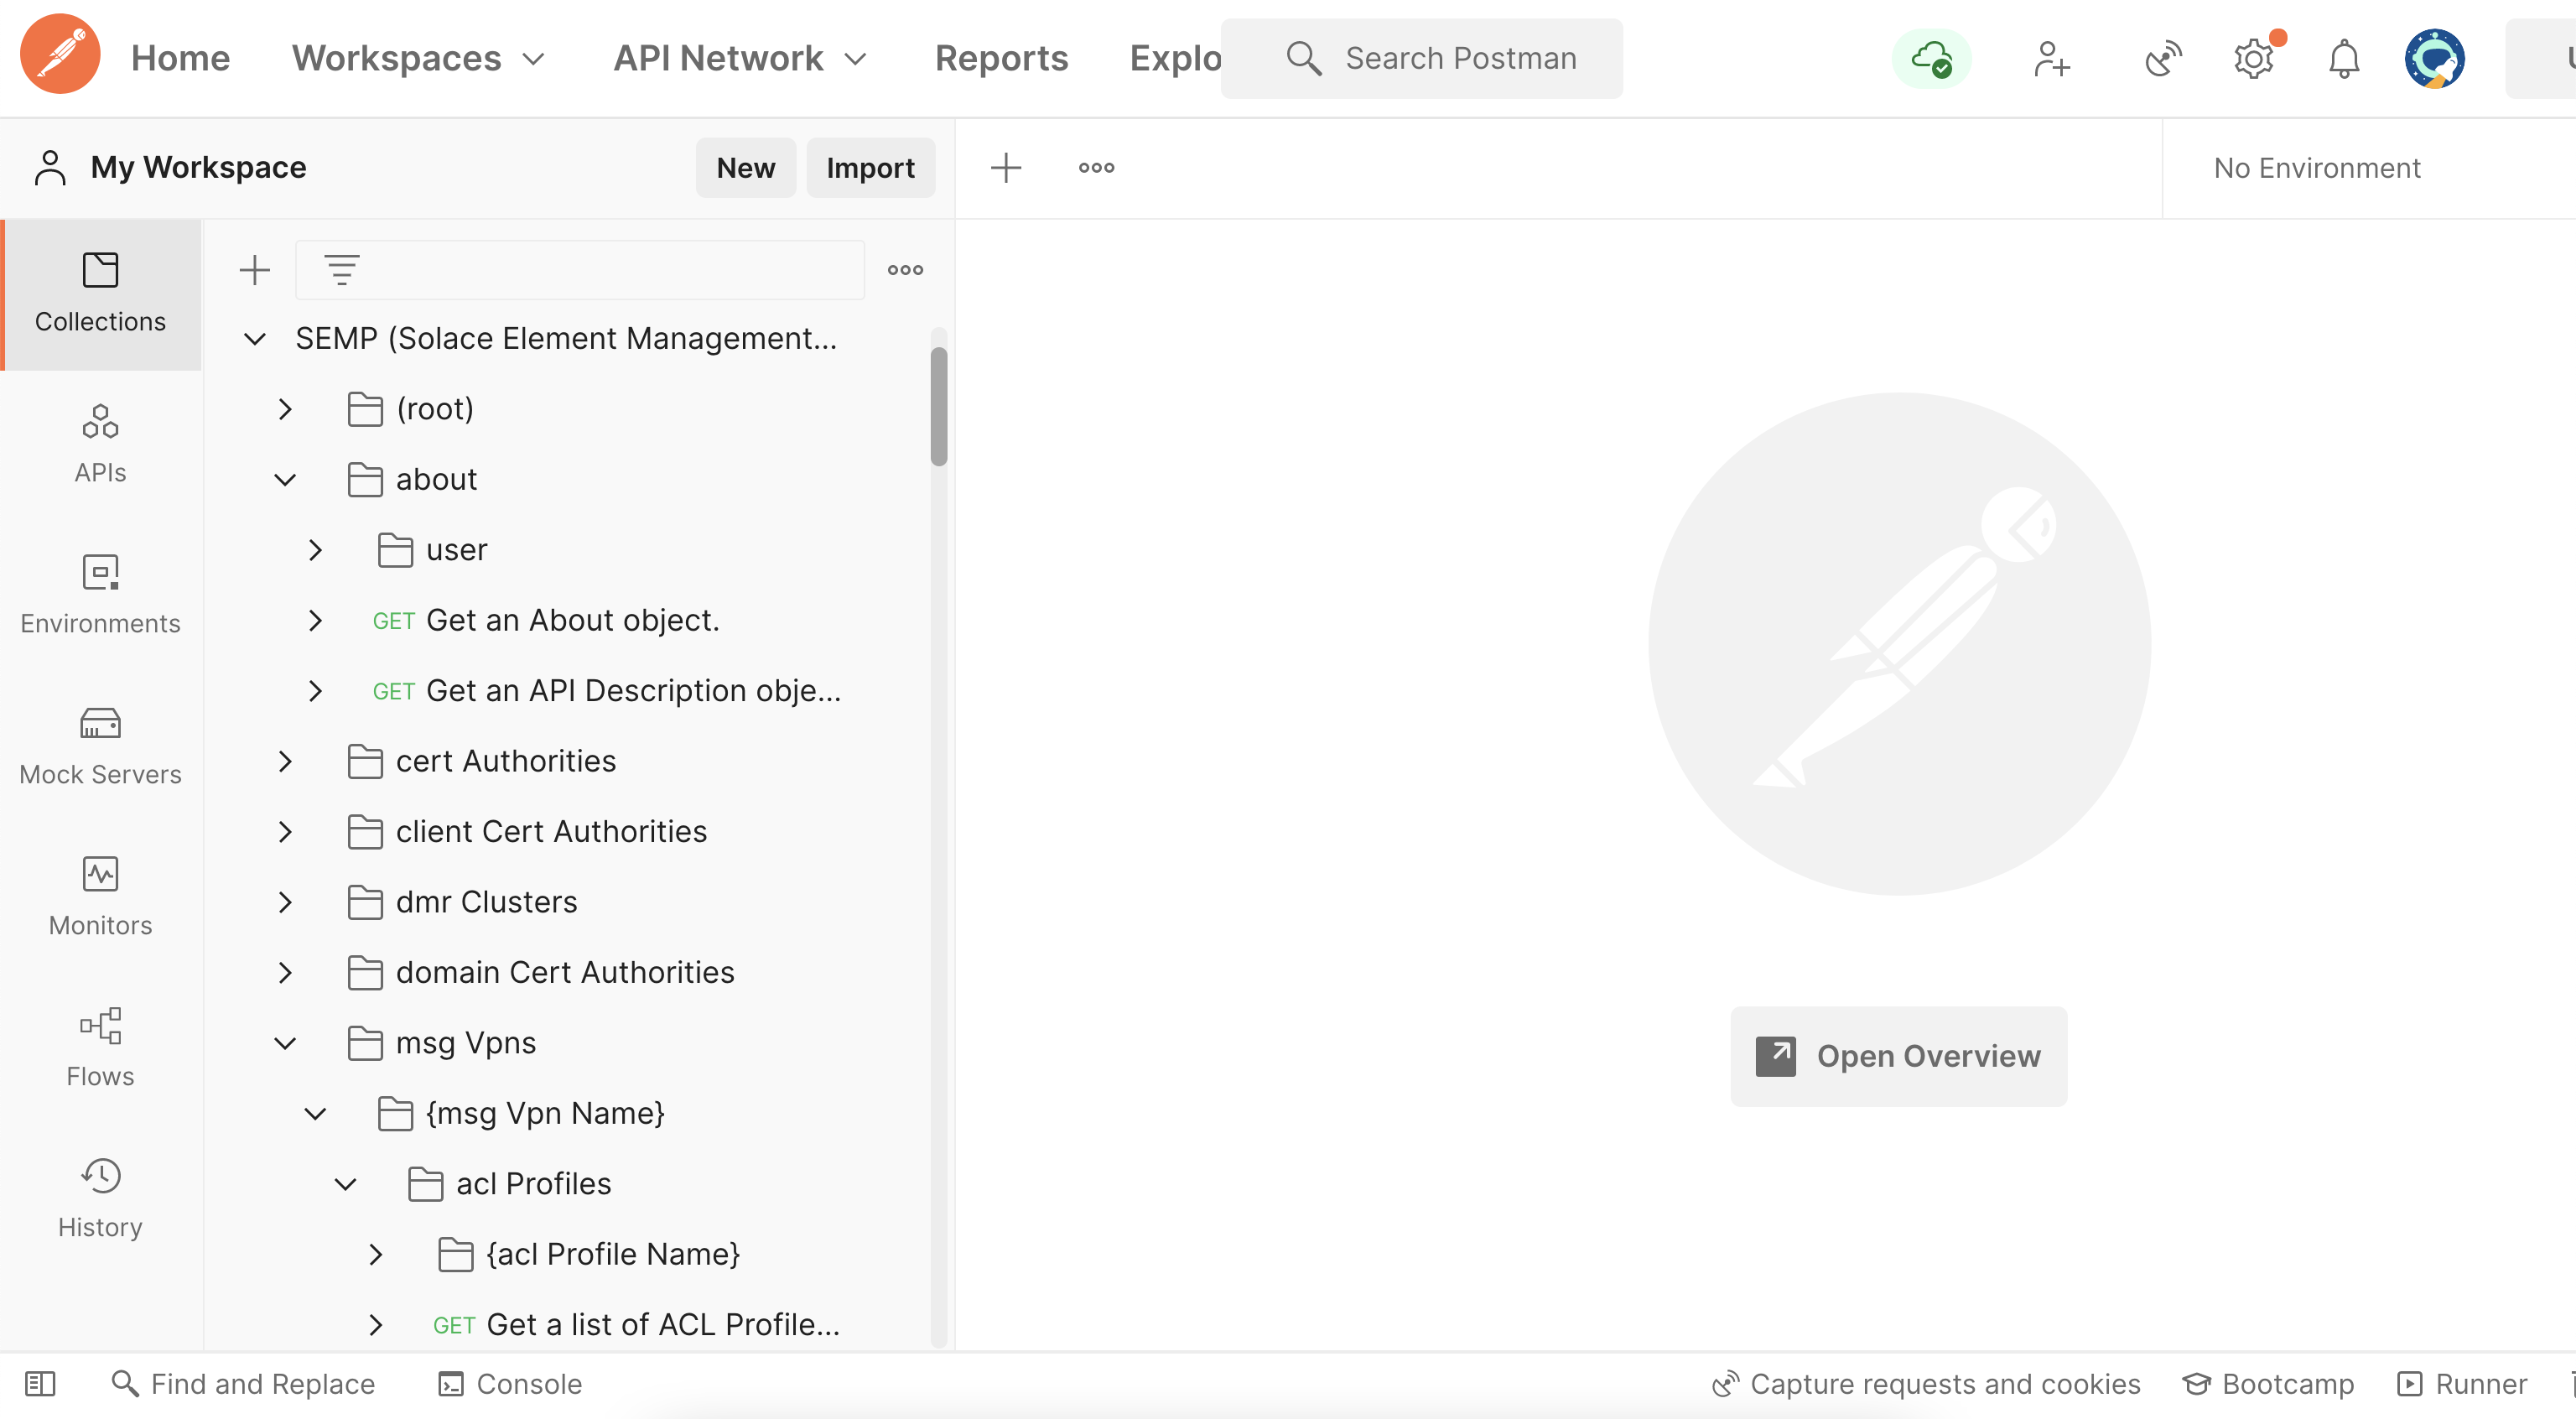 Home
Workspaces
API Network
Reports
Explo
Search Postman
My Workspace
New
Import
No Environment
Collections
APIs
Environments
Mock Servers
Monitors
Flows
History
SEMP (Solace Element Management...
(root)
about
user
GET Get an About object.
GET Get an API Description obje...
cert Authorities
client Cert Authorities
dmr Clusters
domain Cert Authorities
msg Vpns
{msg Vpn Name}
acl Profiles
{acl Profile Name}
GET Get a list of ACL Profile...
Open Overview
Find and Replace
Console
Capture requests and cookies
Bootcamp
Runner